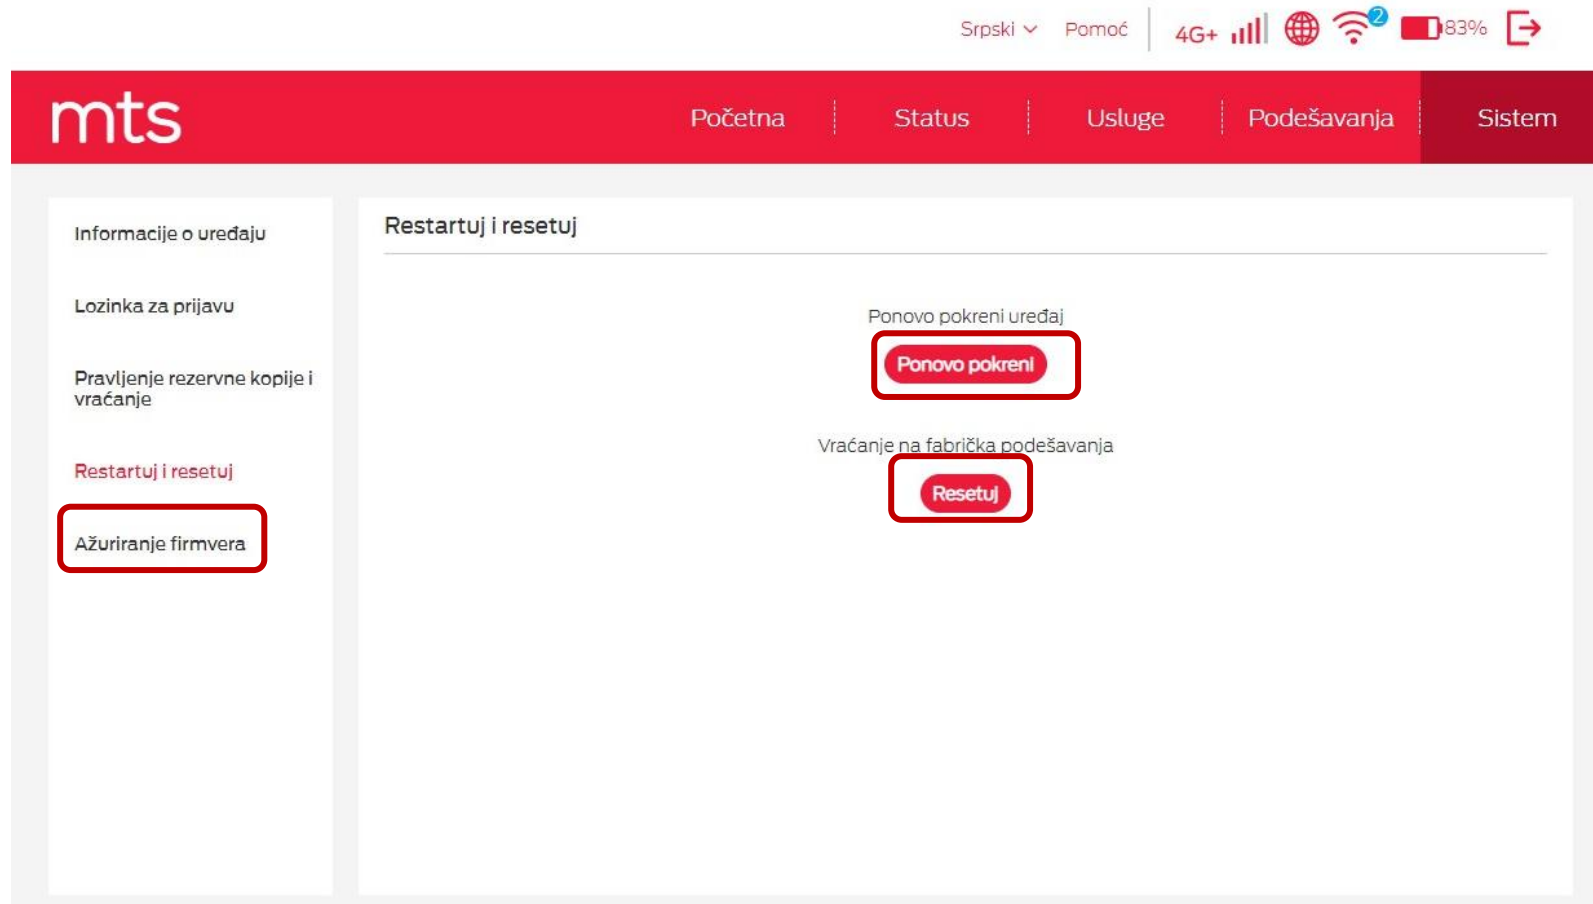 Srpski Pomoć 4G+ 2 83%
mts Početna Status Usluge Podešavanja Sistem
Restartuj i resetuj
Informacije o uređaju
Lozinka za prijavu
Pravljenje rezervne kopije i
vraćanje
Restartuj i resetuj
Ažuriranje firmvera
Ponovo pokreni uređaj
Ponovo pokreni
Vraćanje na fabrička podešavanja
Resetuj